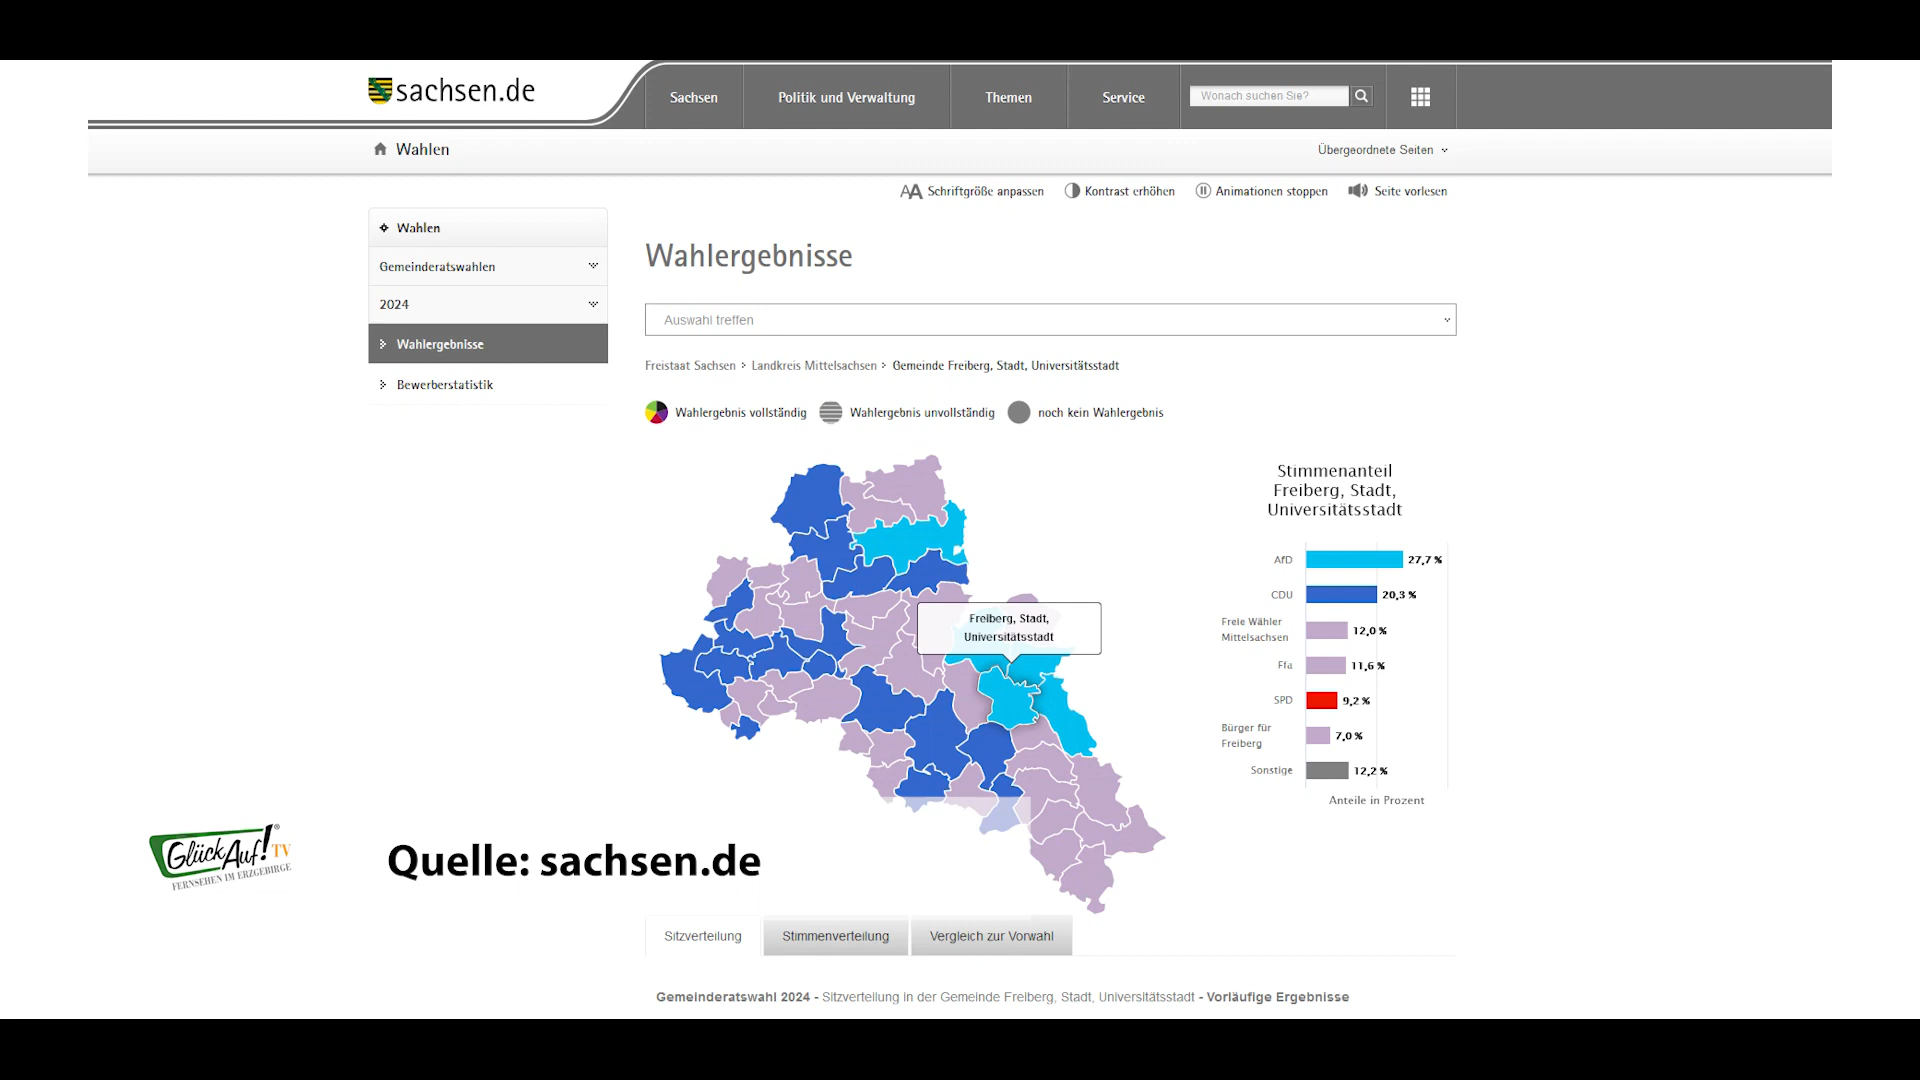 sachsen.de
Sachsen
Politik und Verwaltung
Themen
Service
Wonach suchen Sie?
Wahlen
Übergeordnete Seiten
AA Schriftgröße anpassen
Kontrast erhöhen
Animationen stoppen
Seite vorlesen
Wahlen
Gemeinderatswahlen
2024
Wahlergebnisse
Bewerberstatistik
Wahlergebnisse
Auswahl treffen
Freistaat Sachsen > Landkreis Mittelsachsen > Gemeinde Freiberg, Stadt, Universitätsstadt
Wahlergebnis vollständig
Wahlergebnis unvollständig
noch kein Wahlergebnis
Freiberg, Stadt,
Universitätsstadt
Stimmenanteil
Freiberg, Stadt,
Universitätsstadt
AfD 27,7 %
CDU 20,3 %
Freie Wähler
Mittelsachsen 12,0 %
Ffa 11,6 %
SPD 9,2 %
Bürger für
Freiberg 7,0 %
Sonstige 12,2 %
Anteile in Prozent
GlückAuf! TV
FERNSEHEN IM ERZGEBIRGE
Quelle: sachsen.de
Sitzverteilung
Stimmenverteilung
Vergleich zur Vorwahl
Gemeinderatswahl 2024 - Sitzverteilung in der Gemeinde Freiberg, Stadt, Universitätsstadt - Vorläufige Ergebnisse